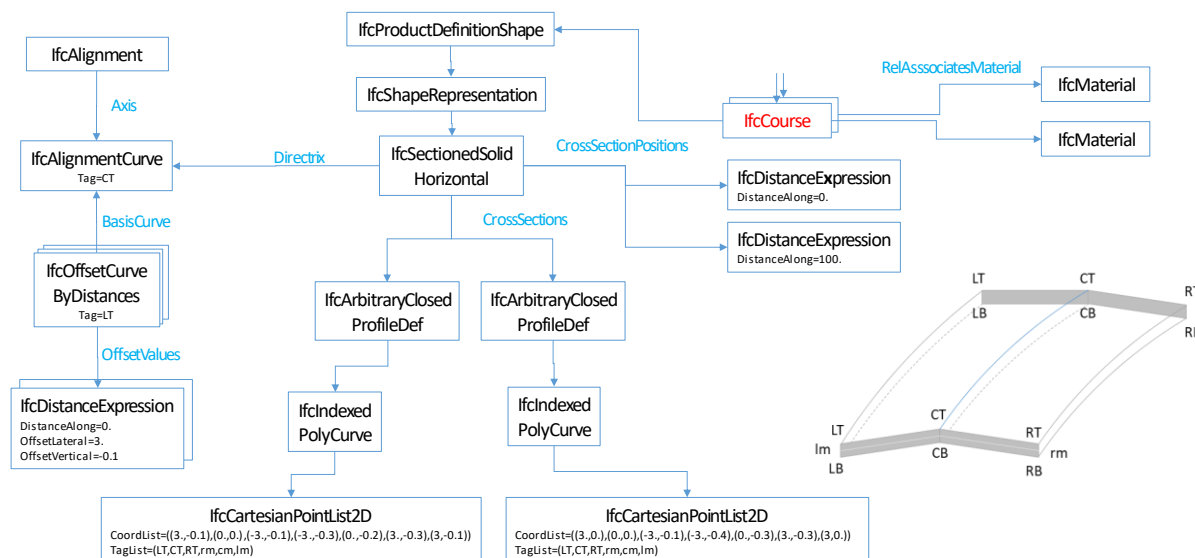 IfcProductDefinitionShape
IfcAlignment
RelAsssociatesMaterial
IfcMaterial
IfcShapeRepresentation
Axis
IfcCourse
IfcMaterial
IfcAlignmentCurve
Tag=CT
Directrix
IfcSectionedSolid
Horizontal
CrossSectionPositions
IfcDistanceExpression
DistanceAlong=0.
BasisCurve
CrossSections
IfcDistanceExpression
DistanceAlong=100.
IfcOffsetCurve
ByDistances
Tag=LT
IfcArbitraryClosed
ProfileDef
IfcArbitraryClosed
ProfileDef
LT
CT
RT
LB
CB
RB
OffsetValues
IfcDistanceExpression
DistanceAlong=0.
OffsetLateral=3.
OffsetVertical=-0.1
IfcIndexed
PolyCurve
IfcIndexed
PolyCurve
CT
LT
RT
lm
rm
LB
CB
RB
IfcCartesianPointList2D
CoordList=((3.,-0.1),(0.,0.),(-3.,-0.1),(-3.,-0.3),(0.,-0.2),(3.,-0.3),(3,-0.1))
TagList=(LT,CT,RT,rm,cm,lm)
IfcCartesianPointList2D
CoordList=((3.,0.),(0.,0.),(-3.,-0.1),(-3.,-0.4),(0.,-0.3),(3.,-0.3),(3,0.))
TagList=(LT,CT,RT,rm,cm,lm)